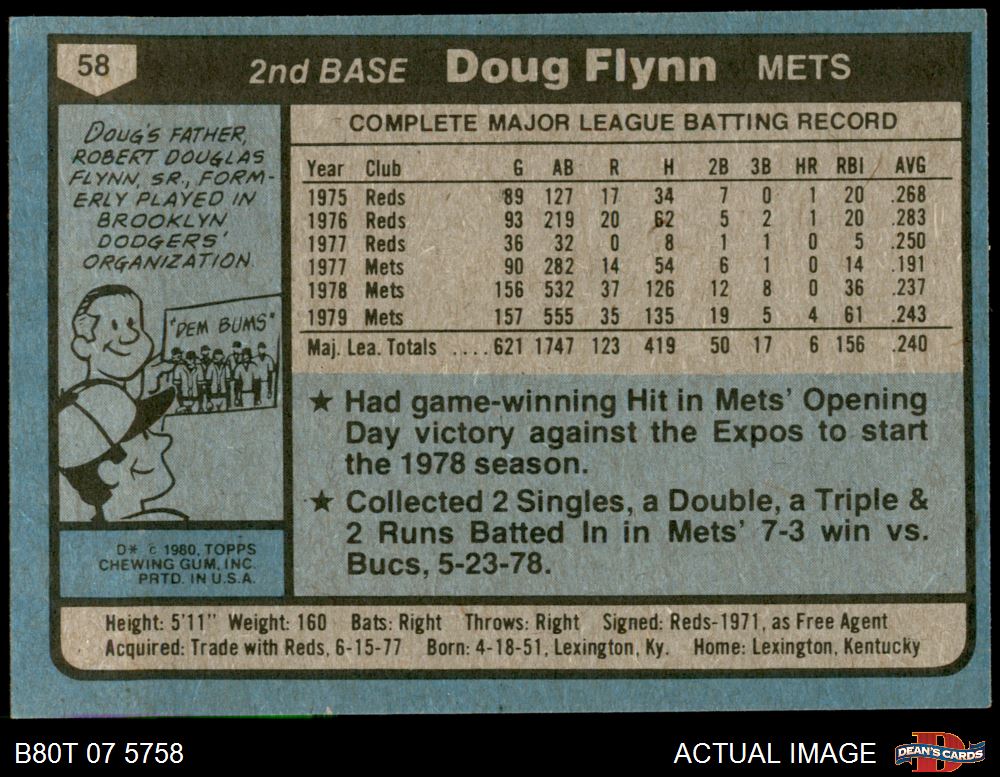 58
2nd BASE Doug Flynn METS
DOUG'S FATHER,
ROBERT DOUGLAS
FLYNN, SR., FORM-
ERLY PLAYED IN
BROOKLYN
DODGERS'
ORGANIZATION.
"DEM BUMS"
D* © 1980, TOPPS
CHEWING GUM, INC.
PRTD. IN U.S.A.
COMPLETE MAJOR LEAGUE BATTING RECORD
Year Club G AB R H 2B 3B HR RBI AVG
1975 Reds 89 127 17 34 7 0 1 20 .268
1976 Reds 93 219 20 62 5 2 1 20 .283
1977 Reds 36 32 0 8 1 1 0 5 .250
1977 Mets 90 282 14 54 6 1 0 14 .191
1978 Mets 156 532 37 126 12 8 0 36 .237
1979 Mets 157 555 35 135 19 5 4 61 .243
Maj. Lea. Totals ....621 1747 123 419 50 17 6 156 .240
★ Had game-winning Hit in Mets' Opening
Day victory against the Expos to start
the 1978 season.
★ Collected 2 Singles, a Double, a Triple &
2 Runs Batted In in Mets' 7-3 win vs.
Bucs, 5-23-78.
Height: 5'11" Weight: 160 Bats: Right Throws: Right Signed: Reds-1971, as Free Agent
Acquired: Trade with Reds, 6-15-77 Born: 4-18-51, Lexington, Ky. Home: Lexington, Kentucky
B80T 07 5758 ACTUAL IMAGE D DEAN'S CARDS